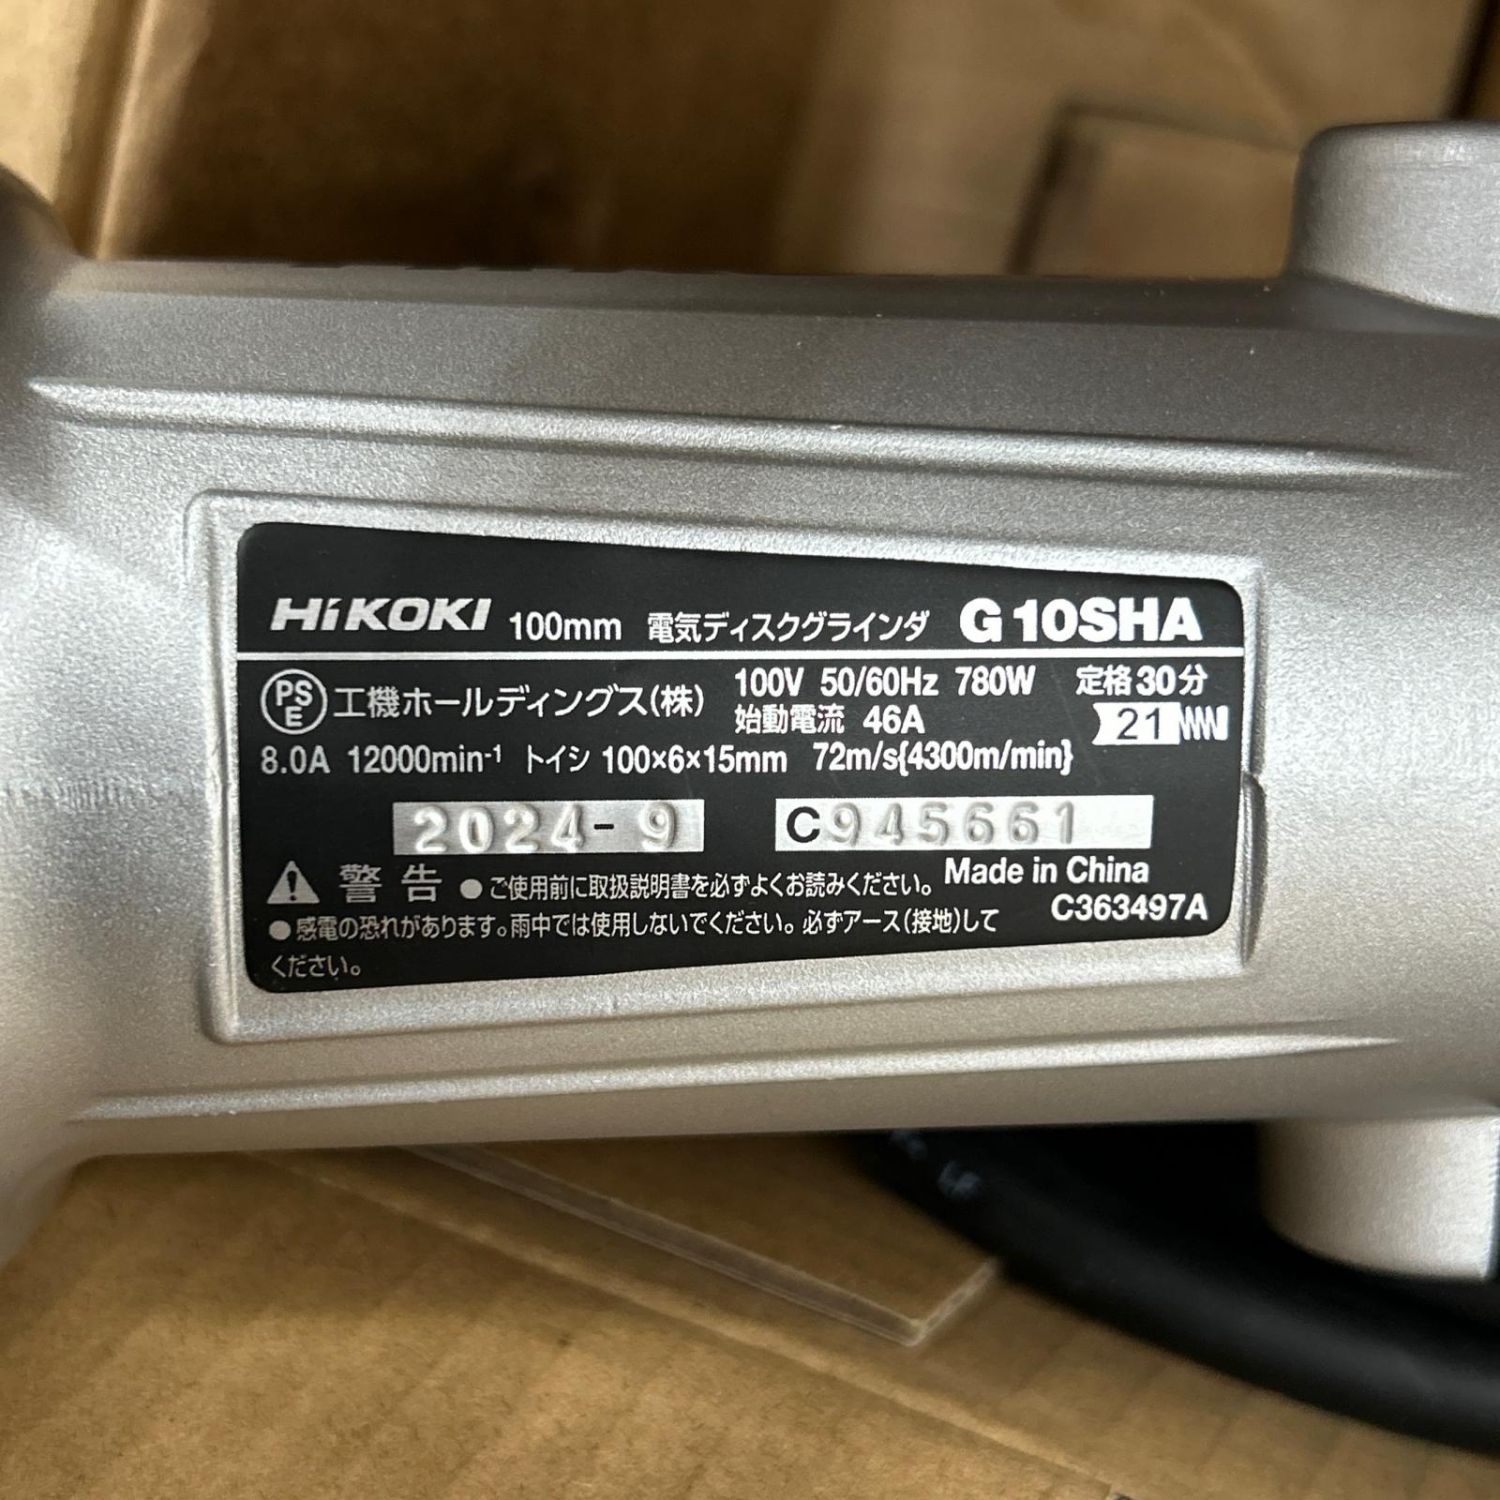 HiKOKI 100mm 電気ディスクグラインダ G10SHA
PSE 工機ホールディングス(株) 100V 50/60Hz 780W 定格30分
始動電流 46A 21
8.0A 12000min-1 トイシ 100×6×15mm 72m/s{4300m/min}
2024-9 C945661
警告 ●ご使用前に取扱説明書を必ずよくお読みください。 Made in China
●感電の恐れがあります。雨中では使用しないでください。必ずアース(接地)して C363497A
ください。